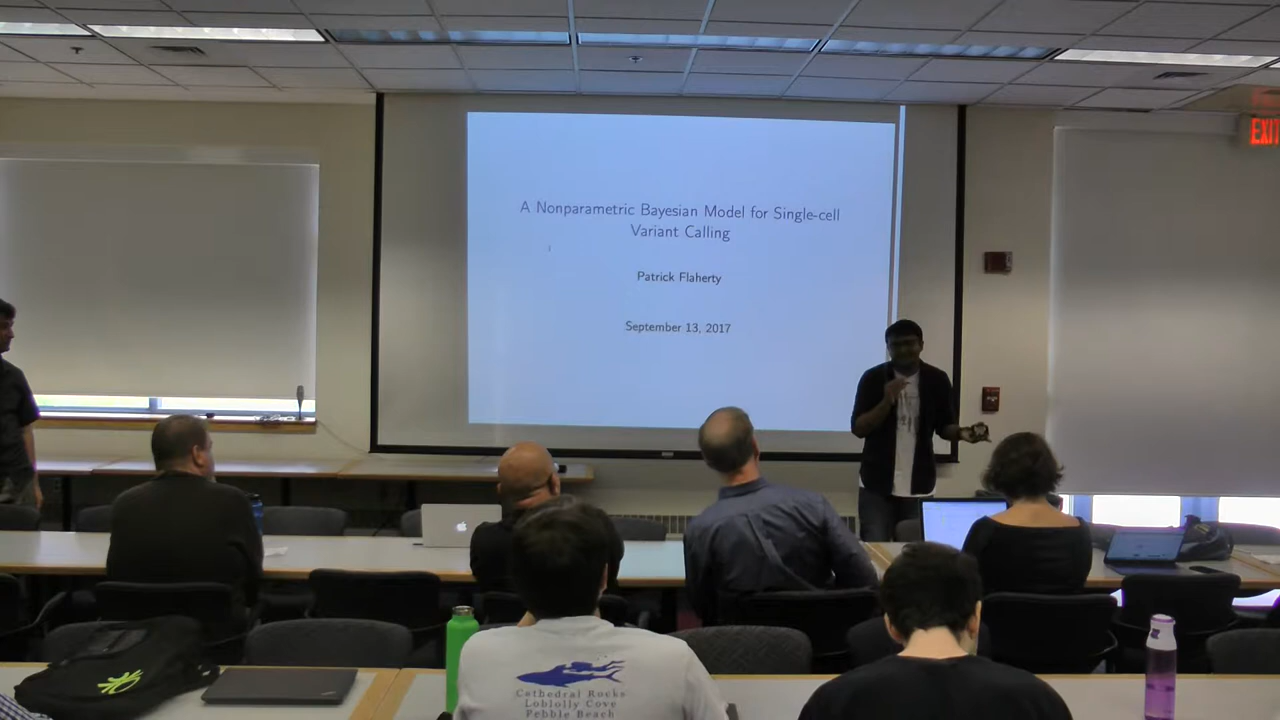 A Nonparametric Bayesian Model for Single-cell
Variant Calling
Patrick Flaherty
September 13, 2017
EXIT
Cathedral Rocks
Loblolly Cove
Pebble Beach